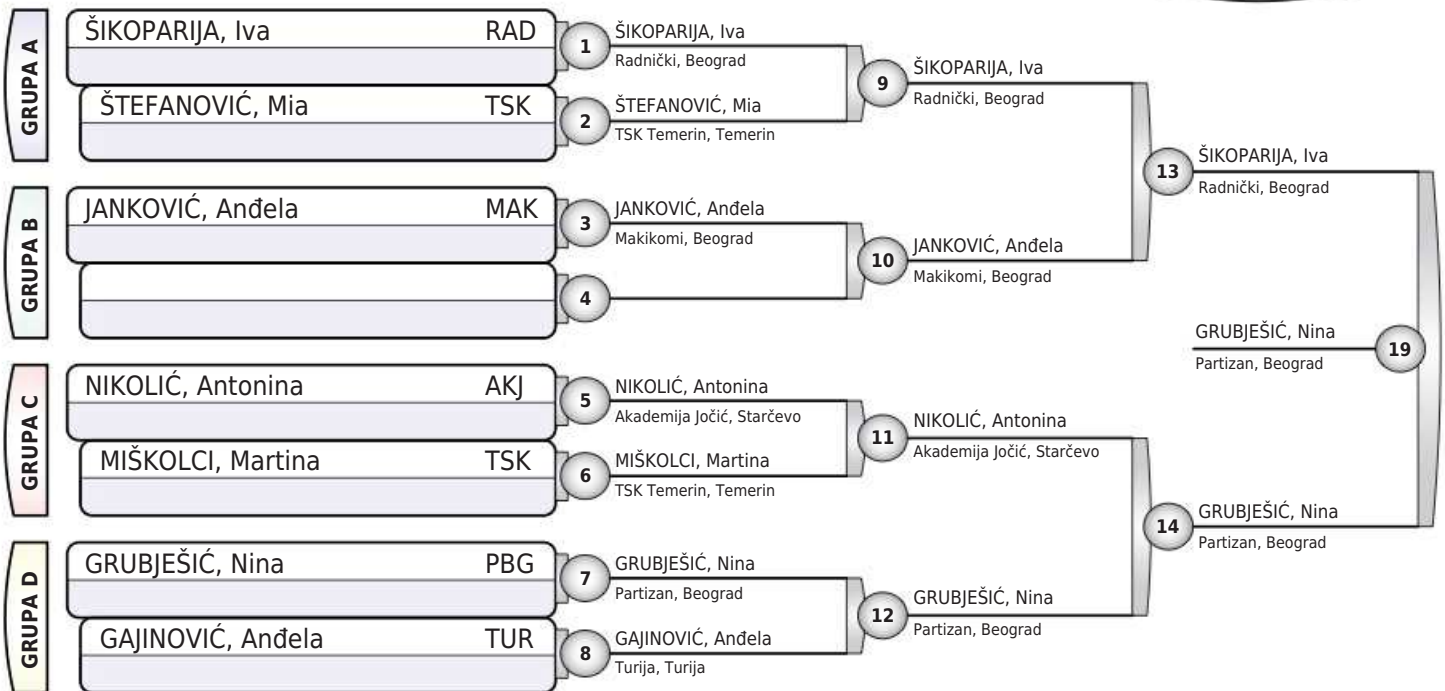 GRUPA A
ŠIKOPARIJA, Iva RAD
ŠTEFANOVIĆ, Mia TSK
1
ŠIKOPARIJA, Iva
Radnički, Beograd
2
ŠTEFANOVIĆ, Mia
TSK Temerin, Temerin
9
ŠIKOPARIJA, Iva
Radnički, Beograd
GRUPA B
JANKOVIĆ, Anđela MAK
3
JANKOVIĆ, Anđela
Makikomi, Beograd
4
10
JANKOVIĆ, Anđela
Makikomi, Beograd
13
ŠIKOPARIJA, Iva
Radnički, Beograd
GRUPA C
NIKOLIĆ, Antonina AKJ
MIŠKOLCI, Martina TSK
5
NIKOLIĆ, Antonina
Akademija Jočić, Starčevo
6
MIŠKOLCI, Martina
TSK Temerin, Temerin
11
NIKOLIĆ, Antonina
Akademija Jočić, Starčevo
GRUPA D
GRUBJEŠIĆ, Nina PBG
GAJINOVIĆ, Anđela TUR
7
GRUBJEŠIĆ, Nina
Partizan, Beograd
8
GAJINOVIĆ, Anđela
Turija, Turija
12
GRUBJEŠIĆ, Nina
Partizan, Beograd
14
GRUBJEŠIĆ, Nina
Partizan, Beograd
GRUBJEŠIĆ, Nina
Partizan, Beograd
19